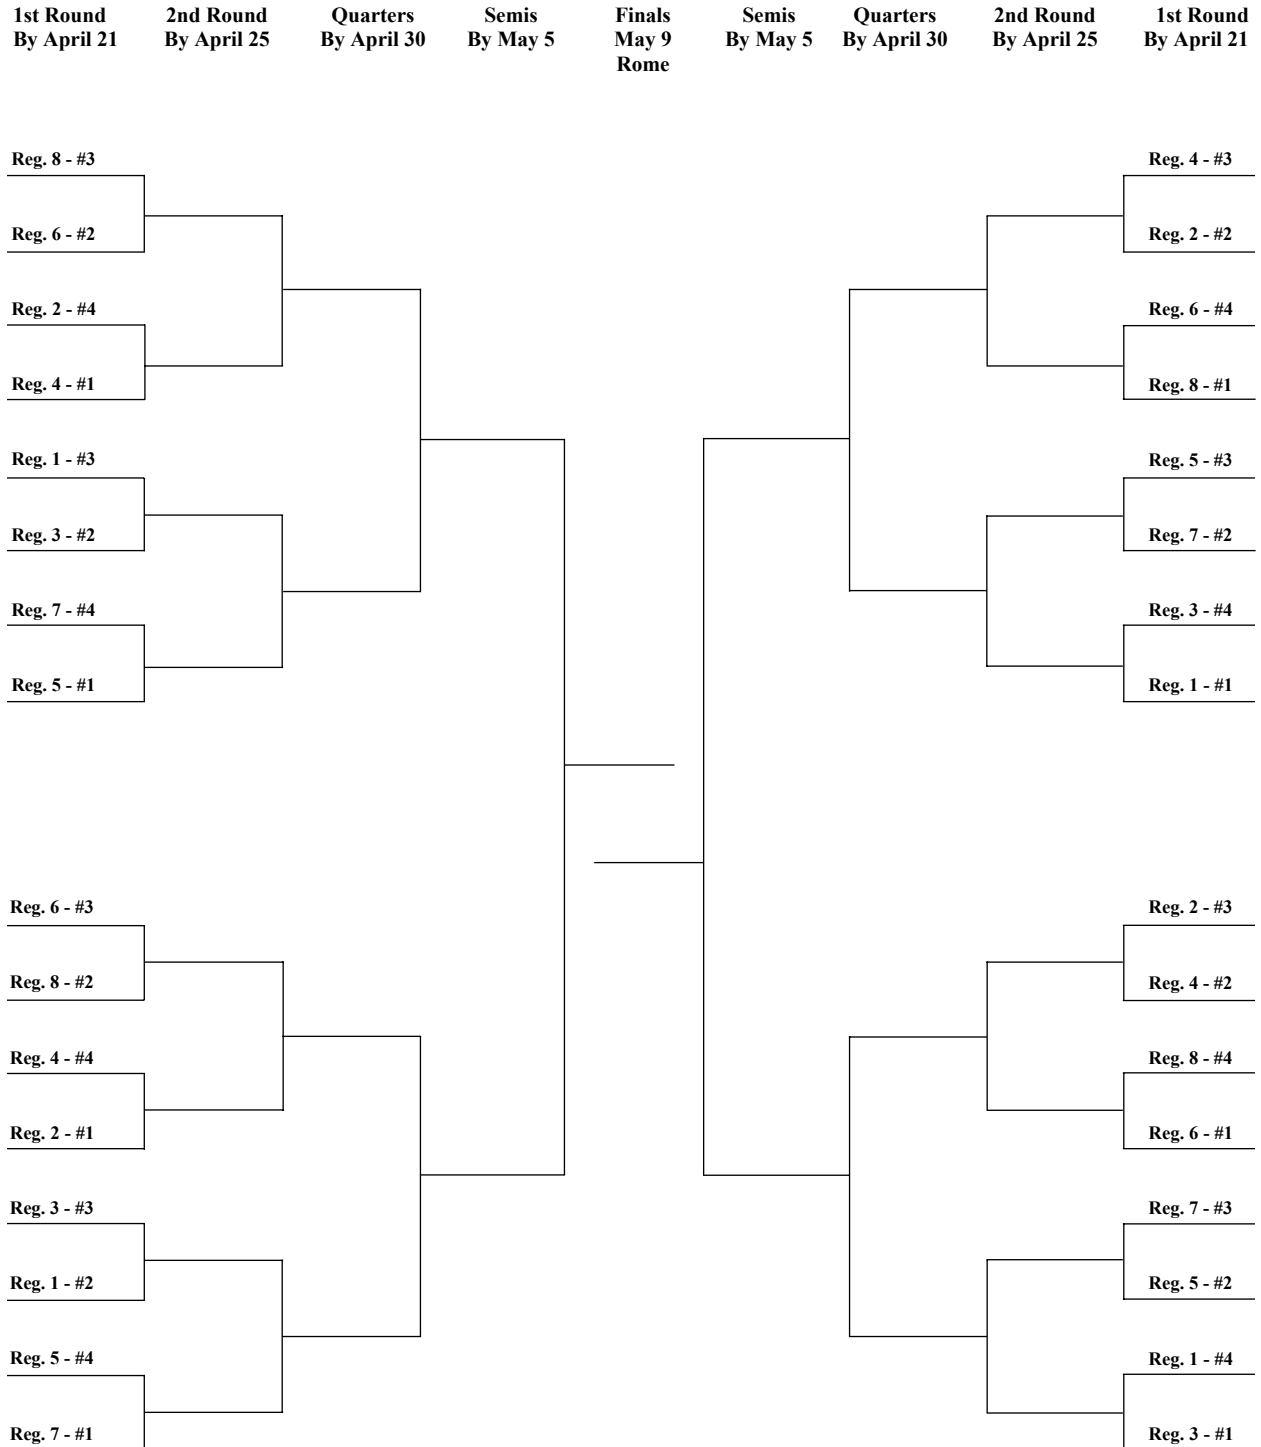 1st Round 2nd Round Quarters Semis Finals Semis Quarters 2nd Round 1st Round
By April 21 By April 25 By April 30 By May 5 May 9 By May 5 By April 30 By April 25 By April 21
Rome
Reg. 8 - #3 Reg. 4 - #3
Reg. 6 - #2 Reg. 2 - #2
Reg. 2 - #4 Reg. 6 - #4
Reg. 4 - #1 Reg. 8 - #1
Reg. 1 - #3 Reg. 5 - #3
Reg. 3 - #2 Reg. 7 - #2
Reg. 7 - #4 Reg. 3 - #4
Reg. 5 - #1 Reg. 1 - #1
Reg. 6 - #3 Reg. 2 - #3
Reg. 8 - #2 Reg. 4 - #2
Reg. 4 - #4 Reg. 8 - #4
Reg. 2 - #1 Reg. 6 - #1
Reg. 3 - #3 Reg. 7 - #3
Reg. 1 - #2 Reg. 5 - #2
Reg. 5 - #4 Reg. 1 - #4
Reg. 7 - #1 Reg. 3 - #1